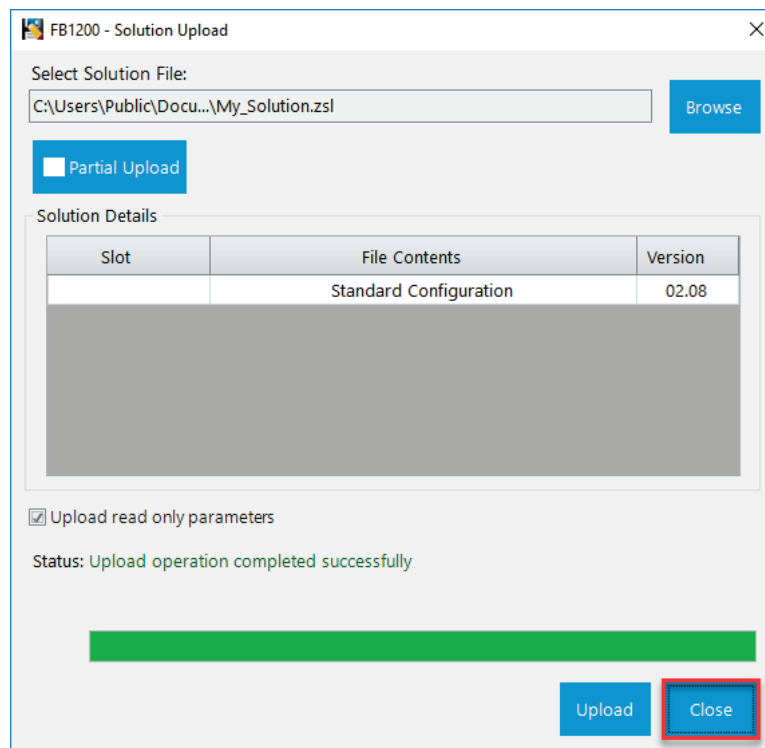 FB1200 - Solution Upload
Select Solution File:
C:\Users\Public\Docu...\My_Solution.zsl
Browse
Partial Upload
Solution Details
Slot File Contents Version
Standard Configuration 02.08
Upload read only parameters
Status: Upload operation completed successfully
Upload Close